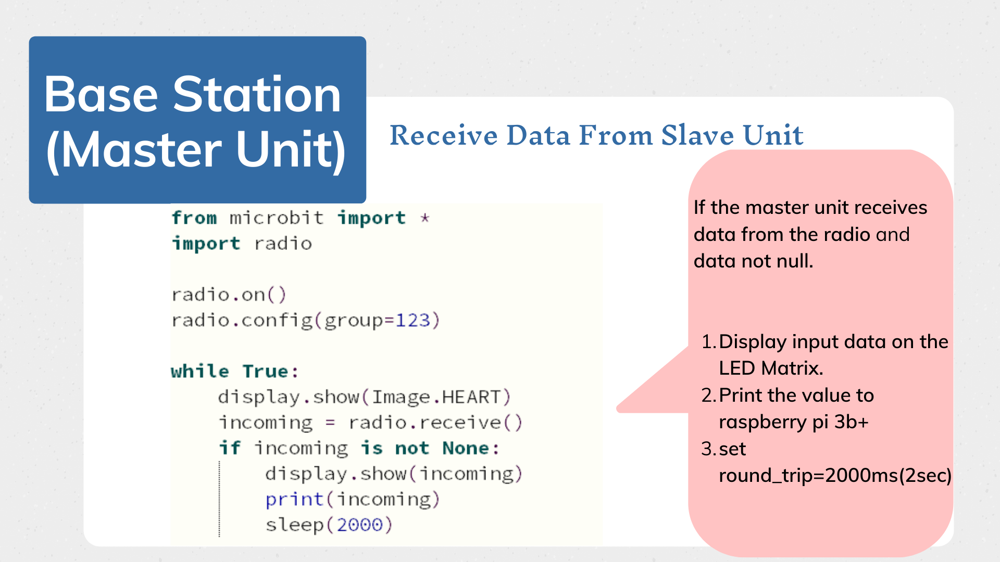 Base Station
(Master Unit)
Receive Data From Slave Unit
from microbit import *
import radio
radio.on()
radio.config(group=123)
while True:
    display.show(Image.HEART)
    incoming = radio.receive()
    if incoming is not None:
        display.show(incoming)
        print(incoming)
        sleep(2000)
If the master unit receives
data from the radio and
data not null.
1. Display input data on the
LED Matrix.
2. Print the value to
raspberry pi 3b+
3. set
round_trip=2000ms(2sec)